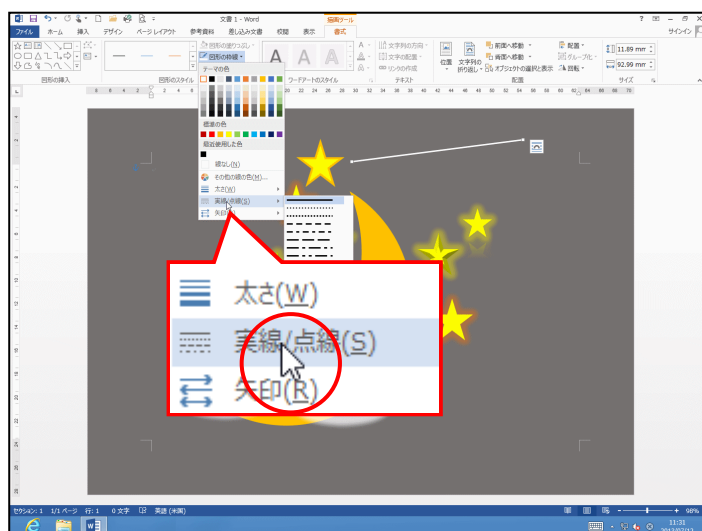 文書 1 - Word
描画ツール
ファイル ホーム 挿入 デザイン ページ レイアウト 参考資料 差し込み文書 校閲 表示 書式 サインイン
図形の塗りつぶし
図形の枠線
文字列の方向
文字列の配置
リンクの作成
位置
文字列の折り返し
前面へ移動
背面へ移動
オブジェクトの選択と表示
配置
グループ化
回転
11.89 mm
92.99 mm
図形の挿入 図形のスタイル ワードアートのスタイル テキスト 配置 サイズ
テーマの色
標準の色
最近使用した色
線なし(N)
その他の線の色(M)...
太さ(W)
実線/点線(S)
太さ(W)
実線/点線(S)
矢印(R)
セクション: 1 1/1 ページ 行: 1 0 文字 英語 (米国)
98%
11:31